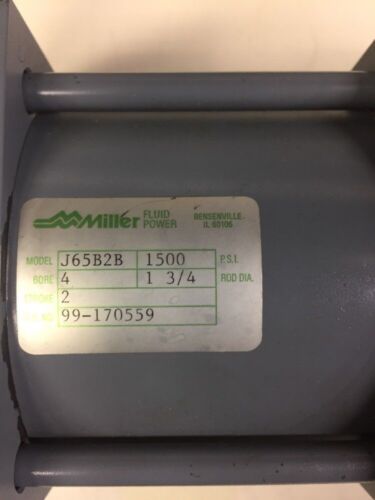 Miller FLUID POWER BENSENVILLE IL 60106
MODEL J65B2B 1500 P.S.I.
BORE 4 1 3/4 ROD DIA.
STROKE 2
99-170559